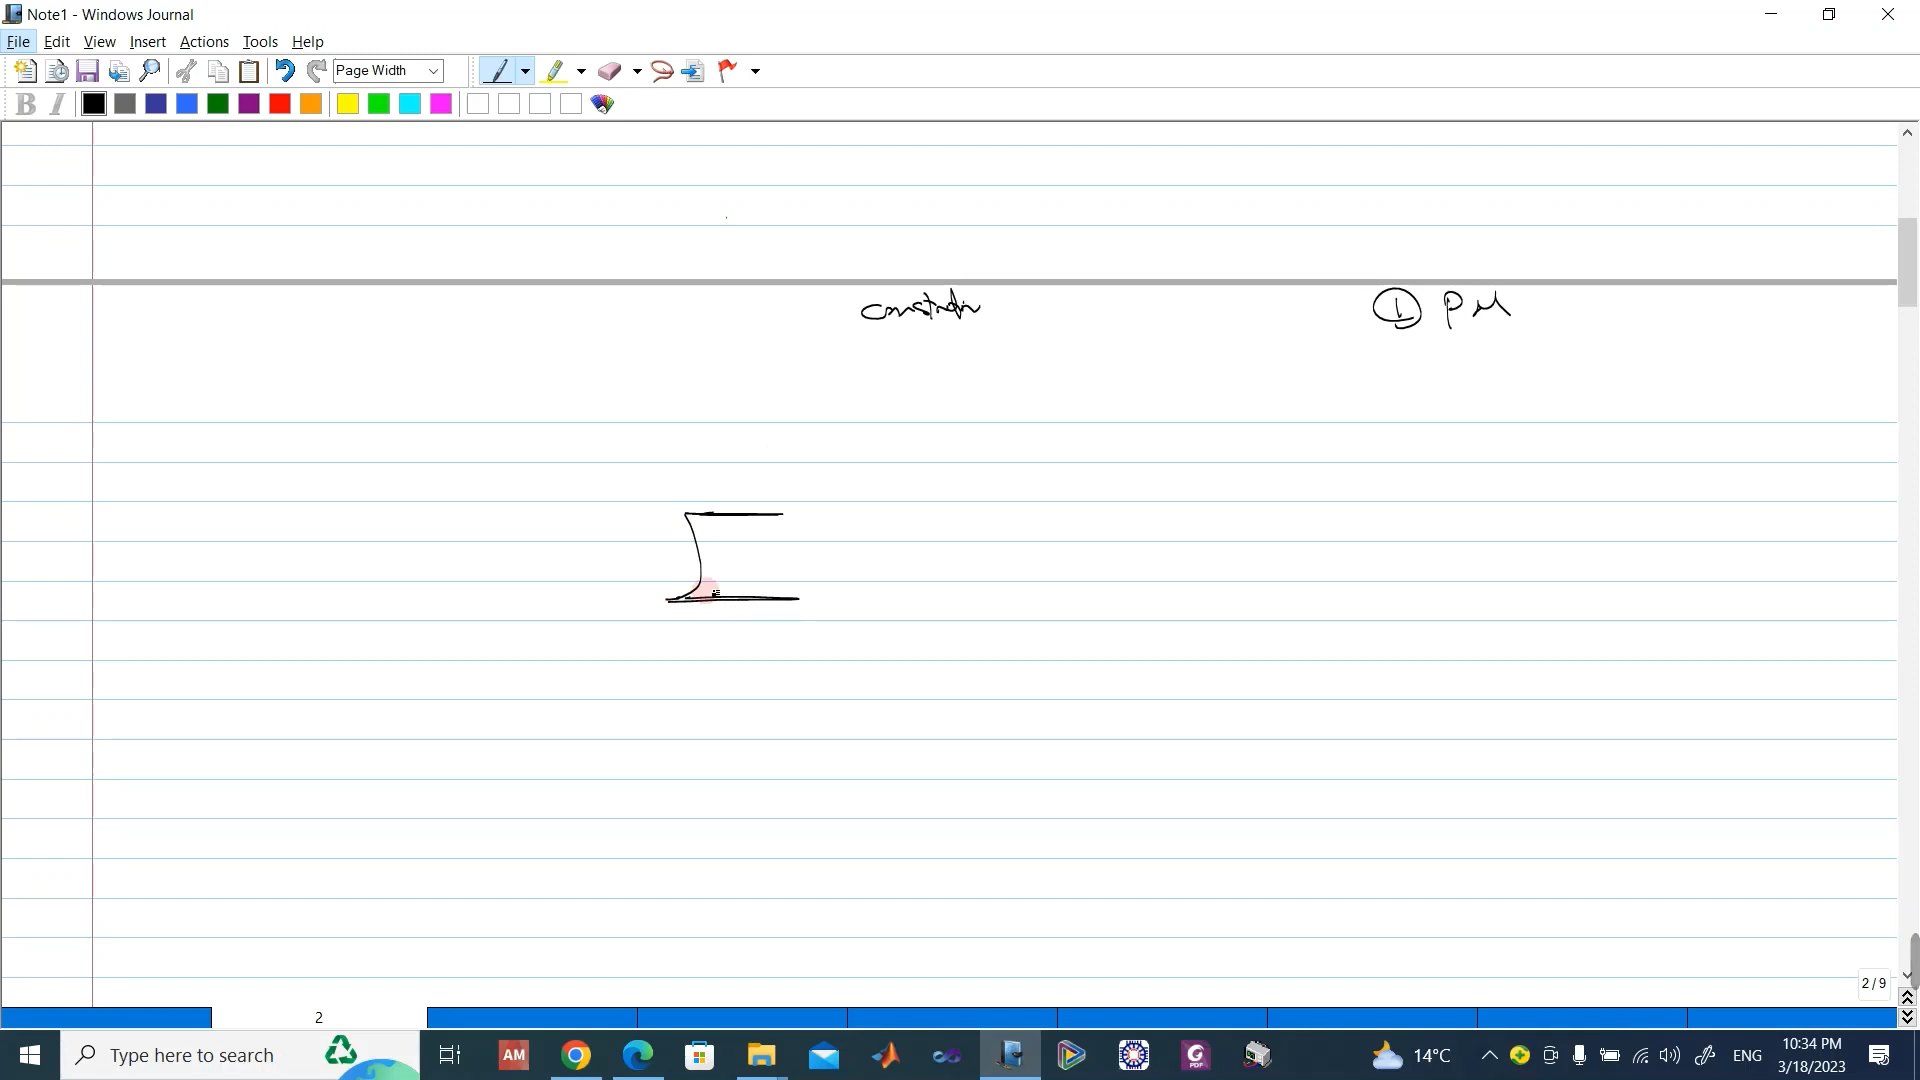 Note1 - Windows Journal
File Edit View Insert Actions Tools Help
Page Width
B I
① PM
2 / 9
2
Type here to search
AM
PDF
14°C
ENG
10:34 PM
3/18/2023